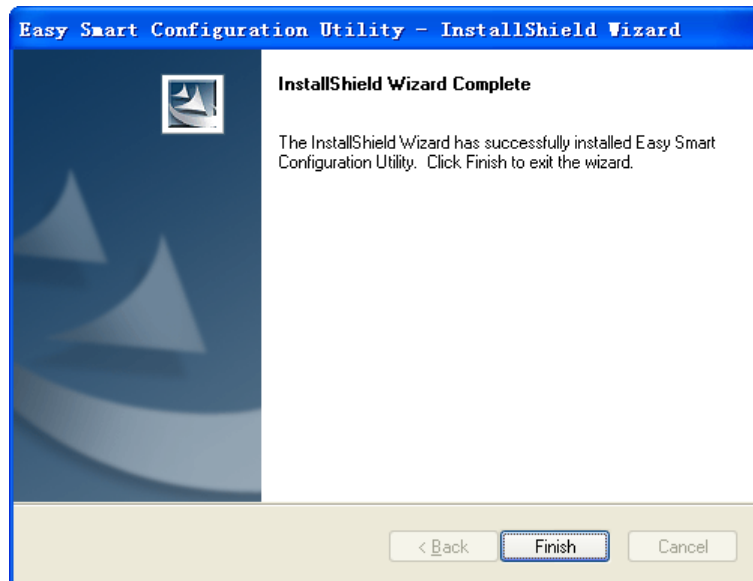 Easy Smart Configuration Utility - InstallShield Wizard
InstallShield Wizard Complete
The InstallShield Wizard has successfully installed Easy Smart
Configuration Utility. Click Finish to exit the wizard.
< Back
Finish
Cancel